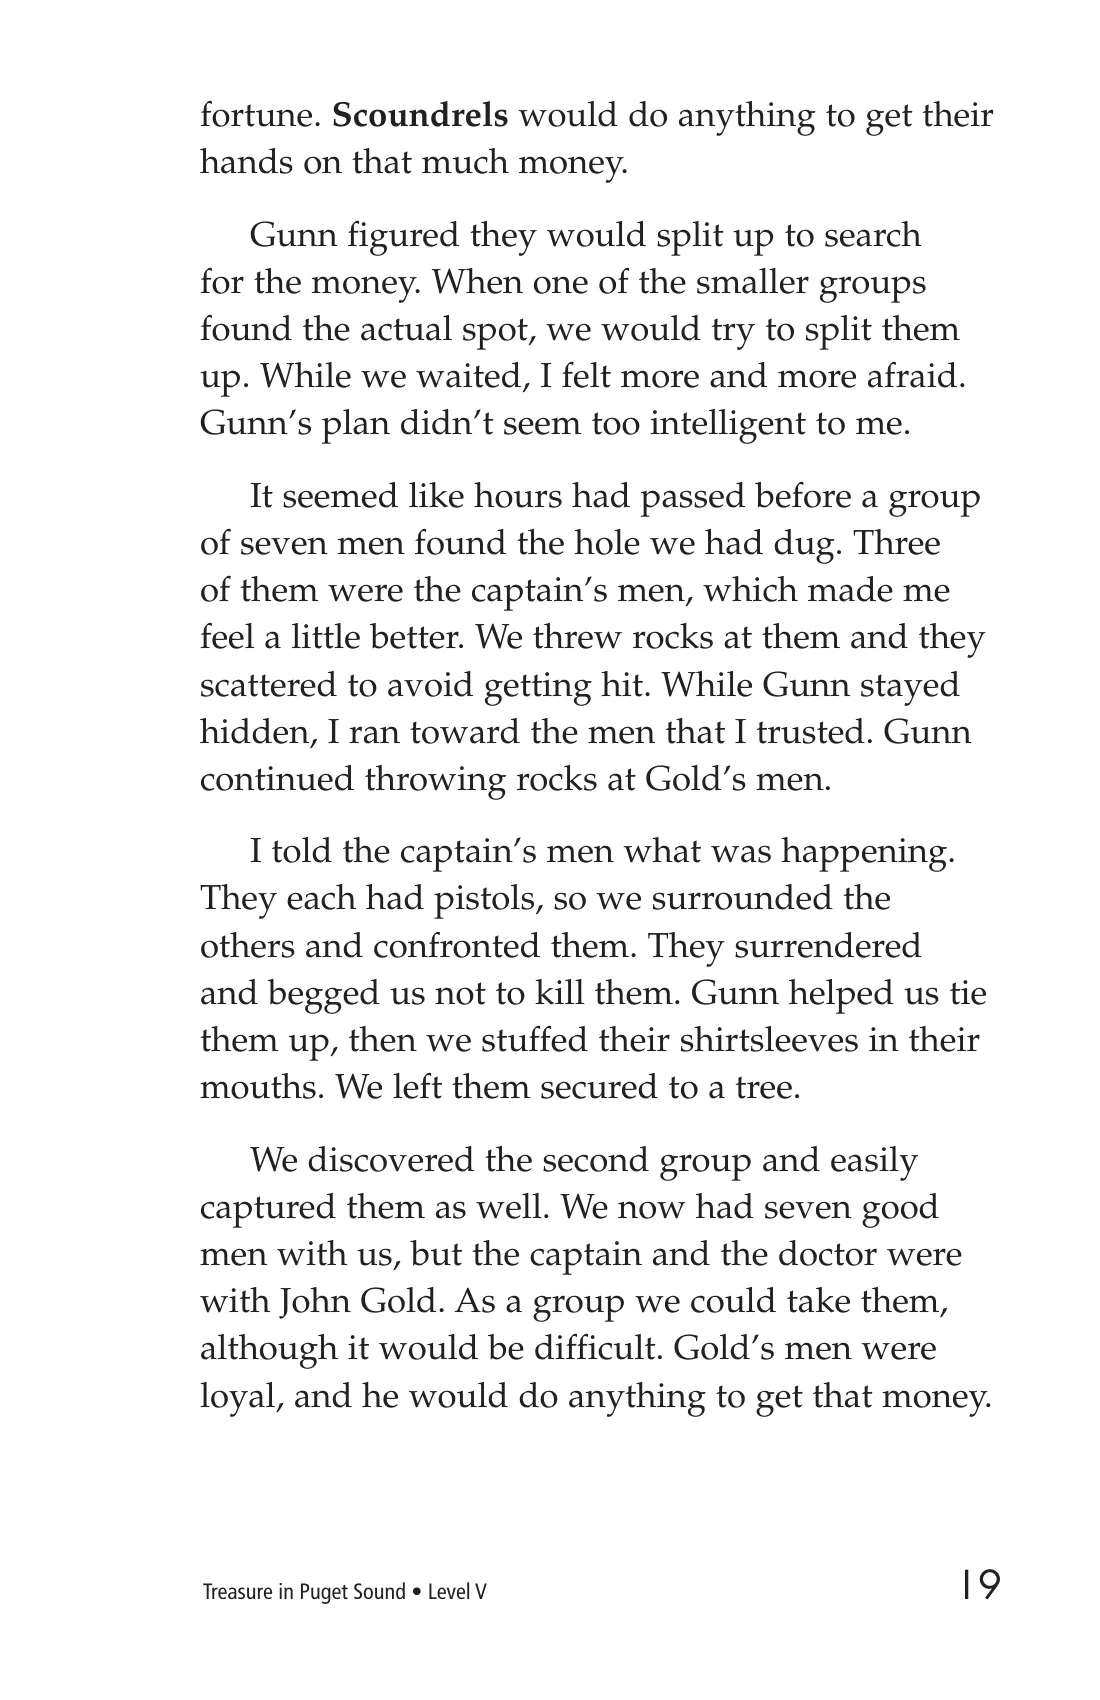 fortune. Scoundrels would do anything to get their
hands on that much money.
Gunn figured they would split up to search
for the money. When one of the smaller groups
found the actual spot, we would try to split them
up. While we waited, I felt more and more afraid.
Gunn’s plan didn’t seem too intelligent to me.
It seemed like hours had passed before a group
of seven men found the hole we had dug. Three
of them were the captain’s men, which made me
feel a little better. We threw rocks at them and they
scattered to avoid getting hit. While Gunn stayed
hidden, I ran toward the men that I trusted. Gunn
continued throwing rocks at Gold’s men.
I told the captain’s men what was happening.
They each had pistols, so we surrounded the
others and confronted them. They surrendered
and begged us not to kill them. Gunn helped us tie
them up, then we stuffed their shirtsleeves in their
mouths. We left them secured to a tree.
We discovered the second group and easily
captured them as well. We now had seven good
men with us, but the captain and the doctor were
with John Gold. As a group we could take them,
although it would be difficult. Gold’s men were
loyal, and he would do anything to get that money.
Treasure in Puget Sound • Level V
19